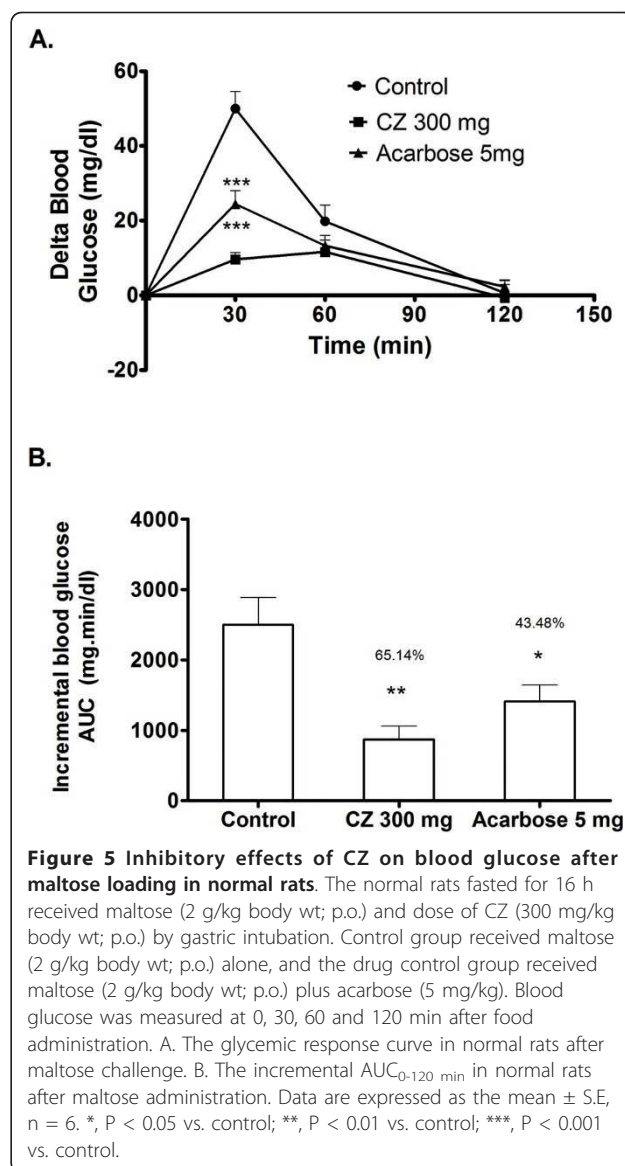 A.
60
40
20
0
-20
Delta Blood
Glucose (mg/dl)
Control
CZ 300 mg
Acarbose 5mg
***
***
30
60
90
120
150
Time (min)
B.
4000
3000
2000
1000
0
Incremental blood glucose
AUC (mg.min/dl)
65.14%
**
43.48%
*
Control
CZ 300 mg
Acarbose 5 mg
Figure 5 Inhibitory effects of CZ on blood glucose after
maltose loading in normal rats. The normal rats fasted for 16 h
received maltose (2 g/kg body wt; p.o.) and dose of CZ (300 mg/kg
body wt; p.o.) by gastric intubation. Control group received maltose
(2 g/kg body wt; p.o.) alone, and the drug control group received
maltose (2 g/kg body wt; p.o.) plus acarbose (5 mg/kg). Blood
glucose was measured at 0, 30, 60 and 120 min after food
administration. A. The glycemic response curve in normal rats after
maltose challenge. B. The incremental AUC0-120 min in normal rats
after maltose administration. Data are expressed as the mean ± S.E,
n = 6. *, P < 0.05 vs. control; **, P < 0.01 vs. control; ***, P < 0.001
vs. control.